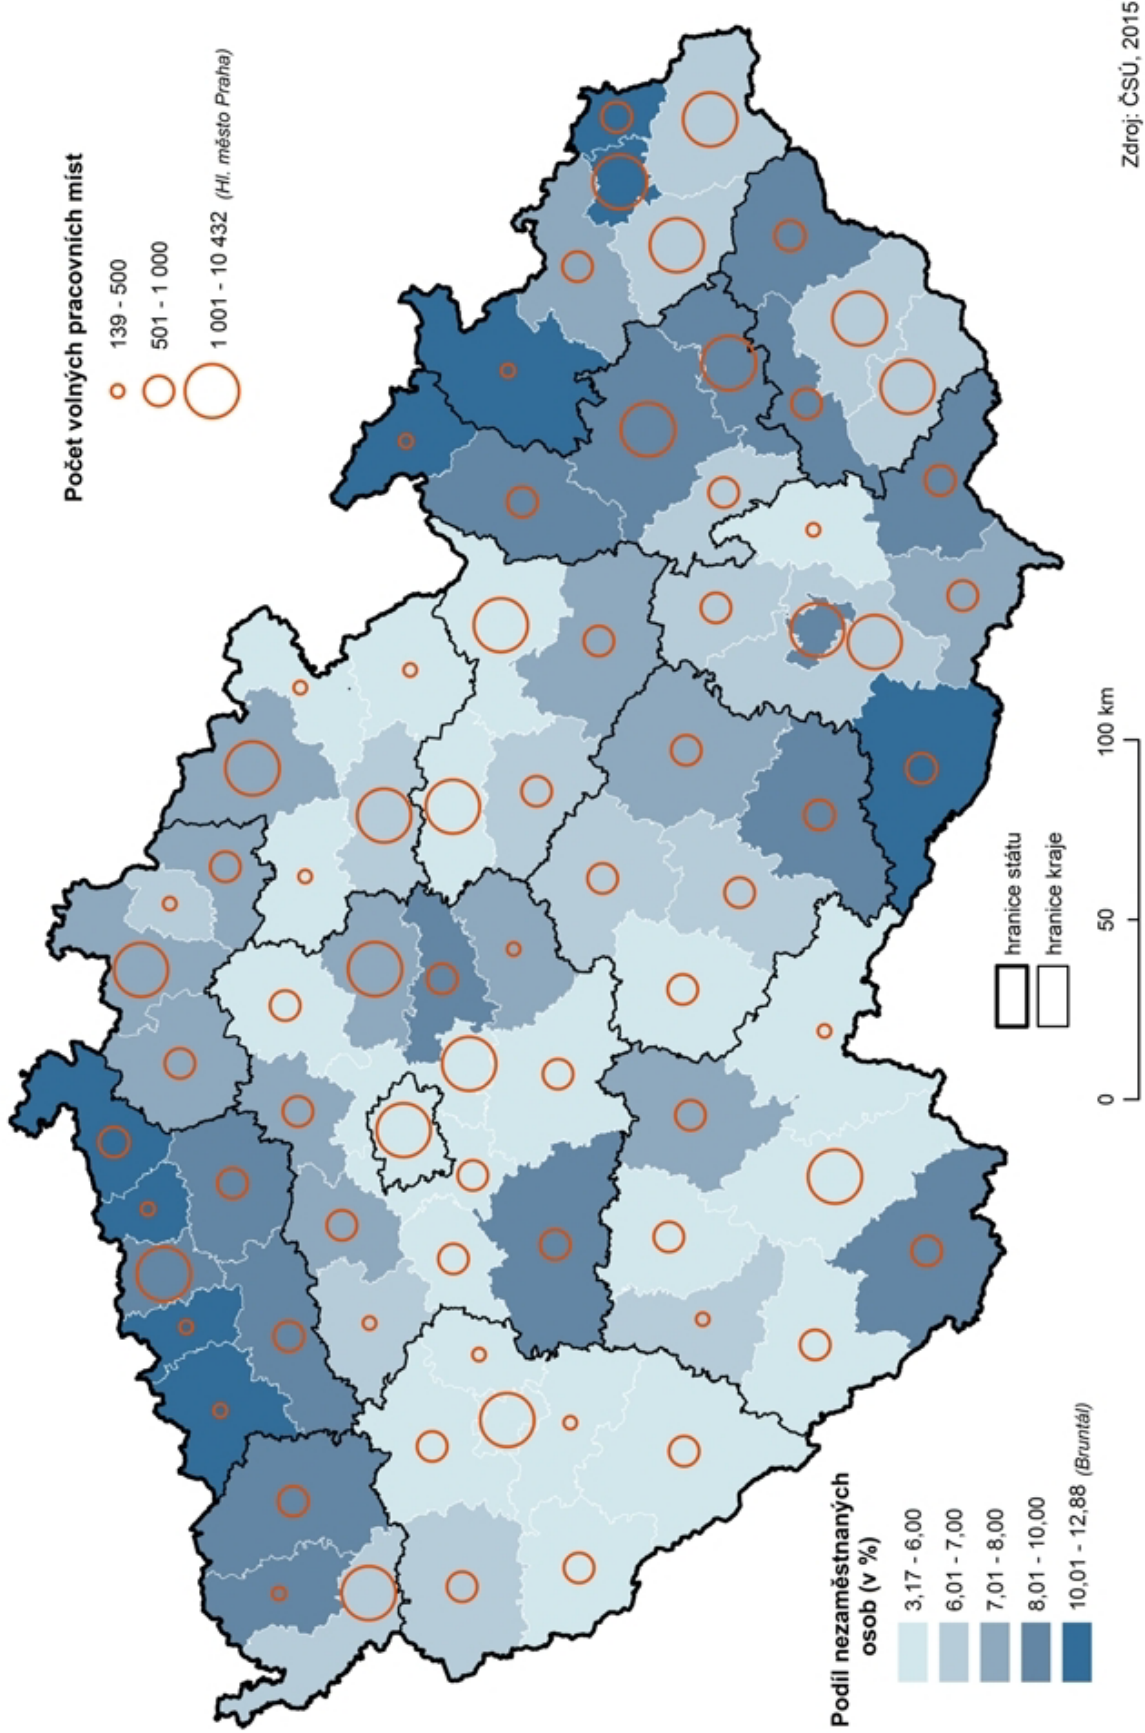 Počet volných pracovních míst
139 - 500
501 - 1 000
1 001 - 10 432 (Hl. město Praha)
Podíl nezaměstnaných
osob (v %)
3,17 - 6,00
6,01 - 7,00
7,01 - 8,00
8,01 - 10,00
10,01 - 12,88 (Bruntál)
hranice státu
hranice kraje
0 50 100 km
Zdroj: ČSÚ, 2015